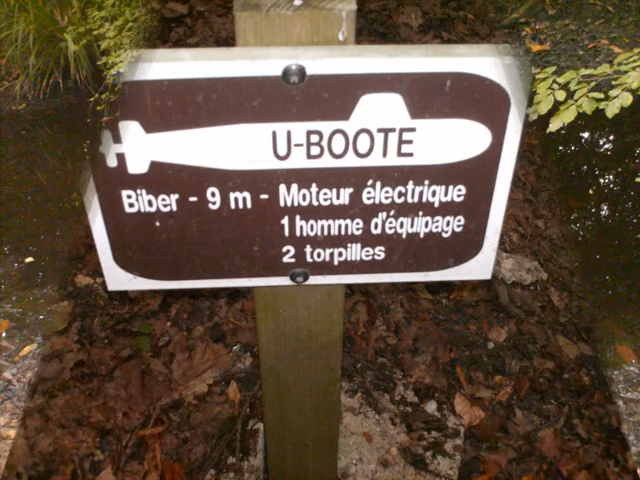 U-BOOTE
Biber - 9 m - Moteur électrique
1 homme d'équipage
2 torpilles